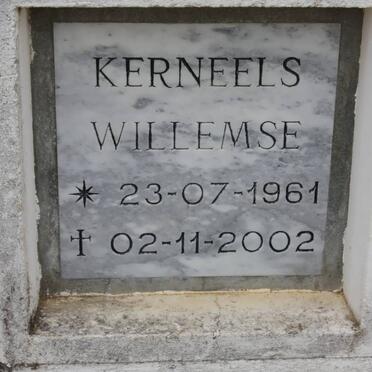 KERNEELS
WILLEMSE
* 23-07-1961
† 02-11-2002